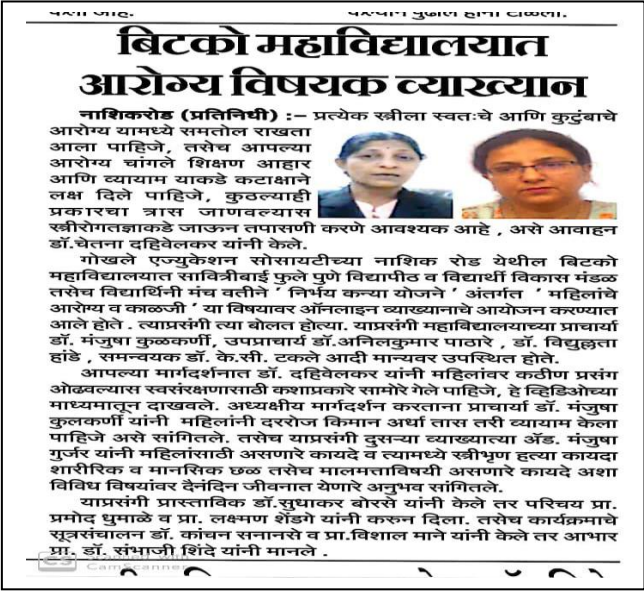 बिटको महाविद्यालयात
आरोग्य विषयक व्याख्यान
नाशिकरोड (प्रतिनिधी) :– प्रत्येक स्त्रीला स्वतःचे आणि कुटुंबाचे
आरोग्य यामध्ये समतोल राखता
आला पाहिजे, तसेच आपल्या
आरोग्य चांगले शिक्षण आहार
आणि व्यायाम याकडे कटाक्षाने
लक्ष दिले पाहिजे, कुठल्याही
प्रकारचा त्रास जाणवल्यास
स्त्रीरोगतज्ञाकडे जाऊन तपासणी करणे आवश्यक आहे , असे आवाहन
डॉ.चेतना दहिवेलकर यांनी केले.
गोखले एज्युकेशन सोसायटीच्या नाशिक रोड येथील बिटको
महाविद्यालयात सावित्रीबाई फुले पुणे विद्यापीठ व विद्यार्थी विकास मंडळ
तसेच विद्यार्थिनी मंच वतीने ' निर्भय कन्या योजने ' अंतर्गत ' महिलांचे
आरोग्य व काळजी ' या विषयावर ऑनलाइन व्याख्यानाचे आयोजन करण्यात
आले होते . त्याप्रसंगी त्या बोलत होत्या. याप्रसंगी महाविद्यालयाच्या प्राचार्या
डॉ. मंजुषा कुळकर्णी, उपप्राचार्य डॉ.अनिलकुमार पाठारे , डॉ. विद्युल्लता
हांडे , समन्वयक डॉ. के.सी. टकले आदी मान्यवर उपस्थित होते.
आपल्या मार्गदर्शनात डॉ. दहिवेलकर यांनी महिलांवर कठीण प्रसंग
ओढवल्यास स्वसंरक्षणासाठी कशाप्रकारे सामोरे गेले पाहिजे, हे व्हिडिओच्या
माध्यमातून दाखवले. अध्यक्षीय मार्गदर्शन करताना प्राचार्या डॉ. मंजुषा
कुलकर्णी यांनी महिलांनी दररोज किमान अर्धा तास तरी व्यायाम केला
पाहिजे असे सांगितले. तसेच याप्रसंगी दुसऱ्या व्याख्यात्या ॲड. मंजुषा
गुर्जर यांनी महिलांसाठी असणारे कायदे व त्यामध्ये स्त्रीभ्रुण हत्या कायदा
शारीरिक व मानसिक छळ तसेच मालमत्ताविषयी असणारे कायदे अशा
विविध विषयांवर दैनंदिन जीवनात येणारे अनुभव सांगितले.
याप्रसंगी प्रास्ताविक डॉ.सुधाकर बोरसे यांनी केले तर परिचय प्रा.
प्रमोद धुमाळे व प्रा. लक्ष्मण शेंडगे यांनी करुन दिला. तसेच कार्यक्रमाचे
सूत्रसंचालन डॉ. कांचन सनानसे व प्रा.विशाल माने यांनी केले तर आभार
प्रा. डॉ. संभाजी शिंदे यांनी मानले .
CS Scanned with
CamScanner